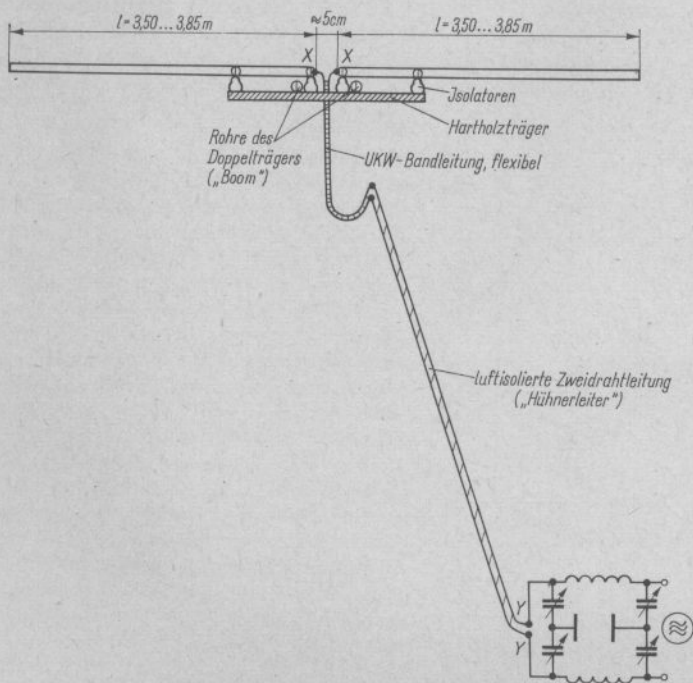 l = 3,50...3,85 m
≈5cm
l = 3,50...3,85 m
X
X
Isolatoren
Hartholzträger
Rohre des
Doppelträgers
(„Boom")
UKW-Bandleitung, flexibel
luftisolierte Zweidrahtleitung
(„Hühnerleiter")
Y
Y